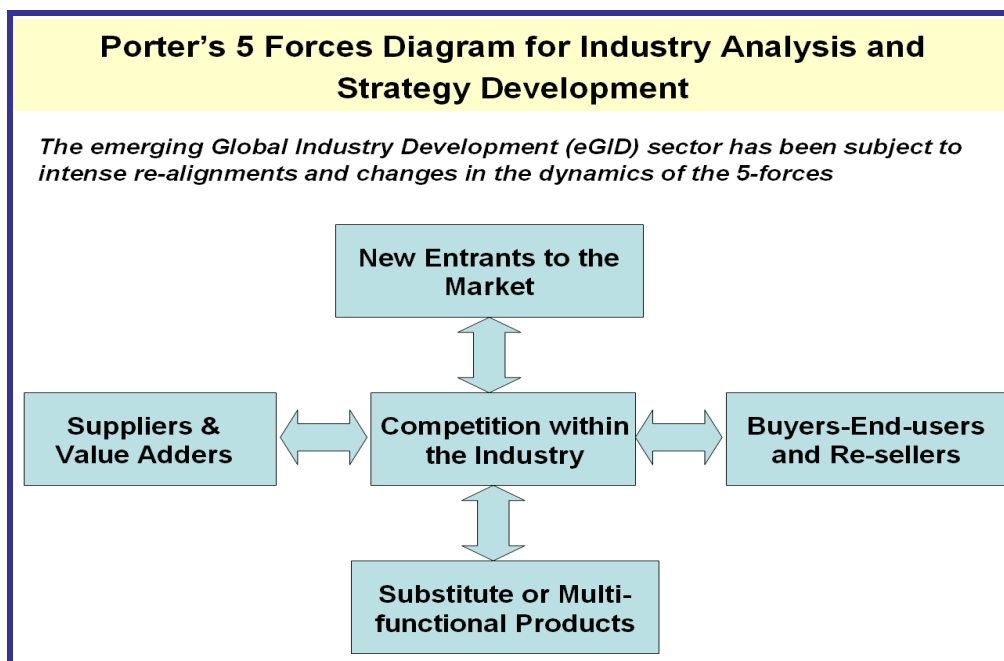 Porter's 5 Forces Diagram for Industry Analysis and
Strategy Development
The emerging Global Industry Development (eGID) sector has been subject to
intense re-alignments and changes in the dynamics of the 5-forces
New Entrants to the
Market
Suppliers &
Value Adders
Competition within
the Industry
Buyers-End-users
and Re-sellers
Substitute or Multi-
functional Products